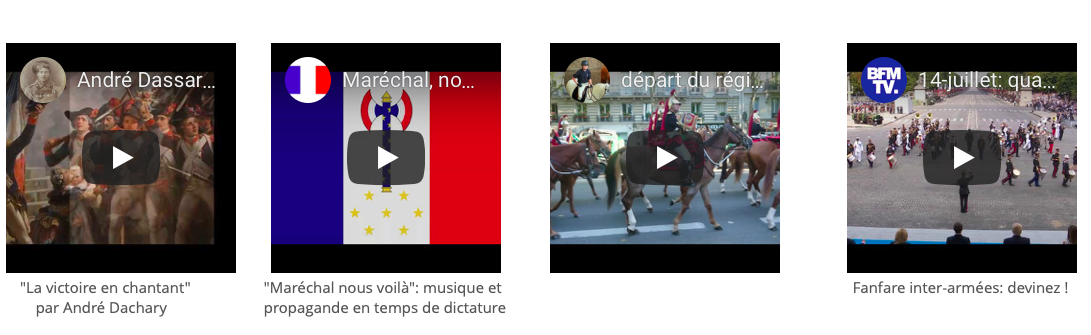 André Dassar...
Maréchal, no...
départ du régi...
BFM
TV.
14-juillet: qua...
"La victoire en chantant"
par André Dachary
"Maréchal nous voilà": musique et
propagande en temps de dictature
Fanfare inter-armées: devinez !